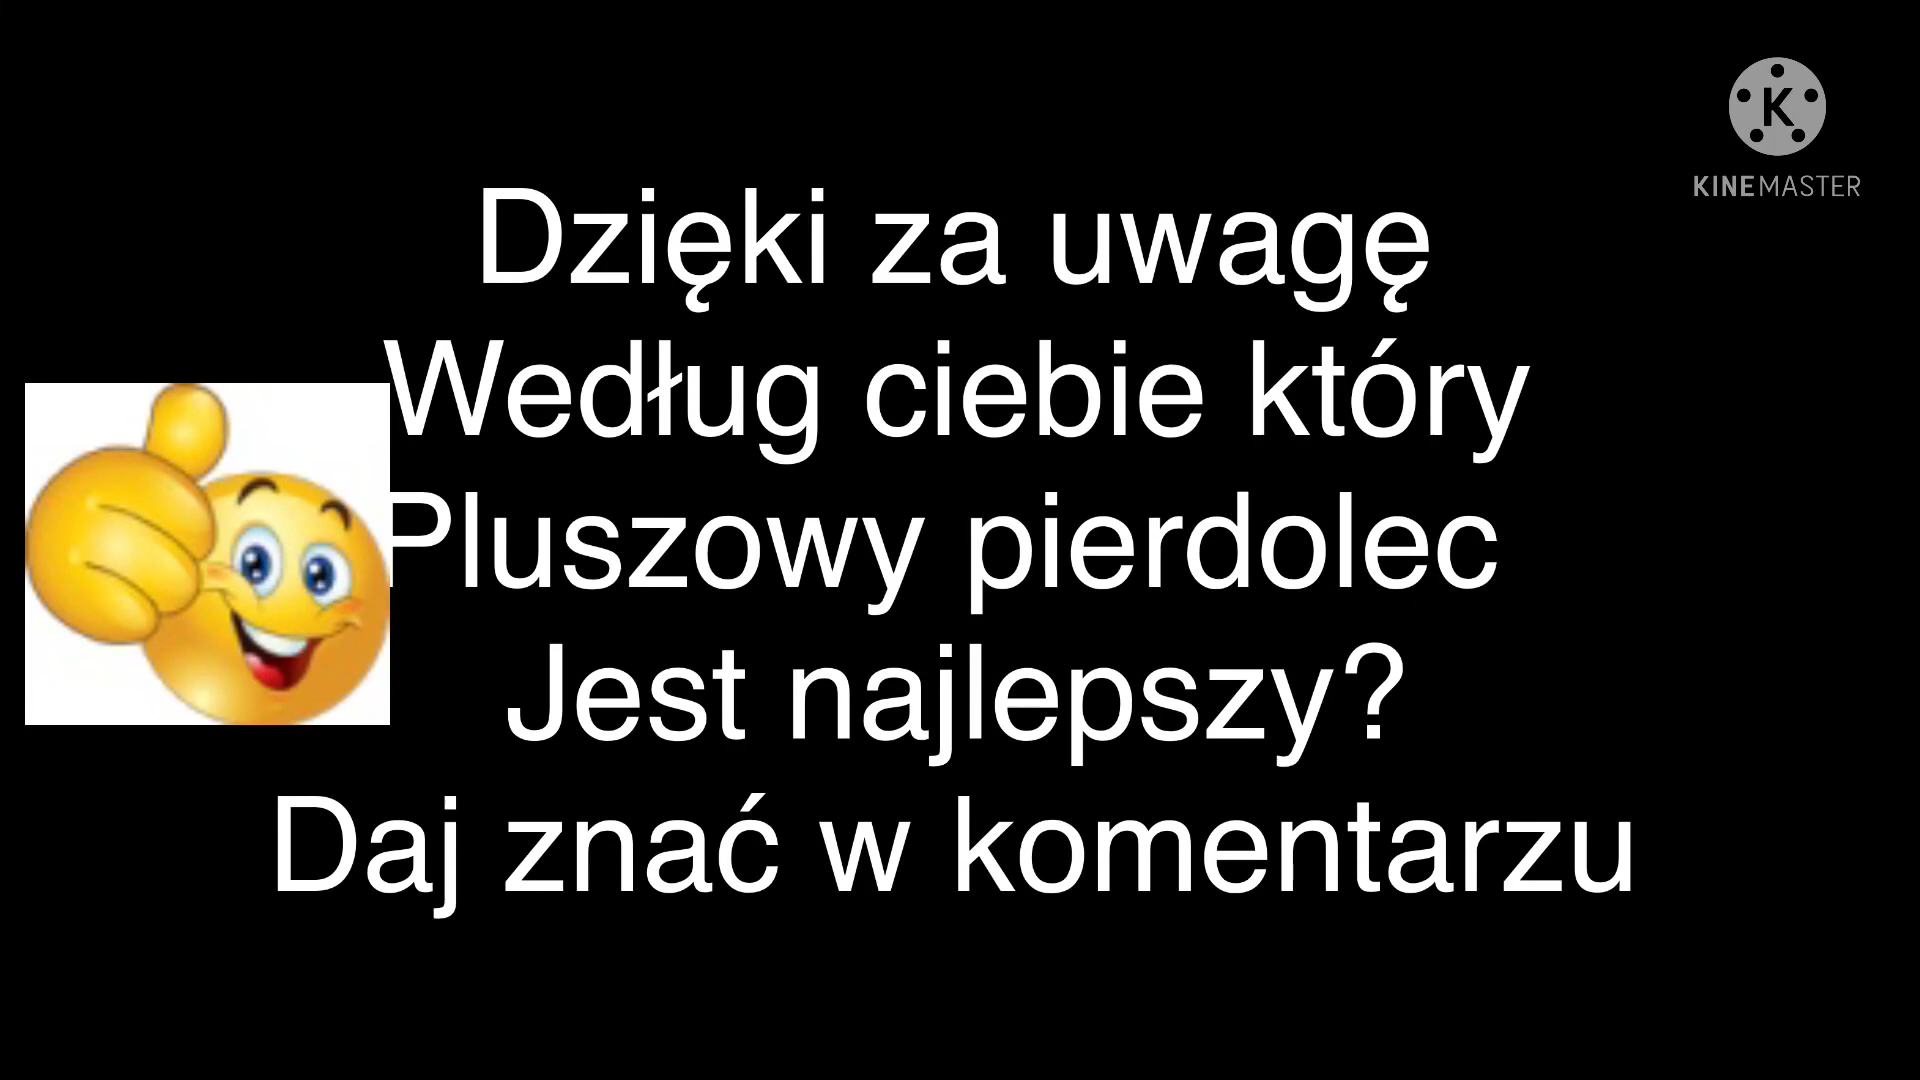 K
KINEMASTER
Dzięki za uwagę
Według ciebie który
Pluszowy pierdolec
Jest najlepszy?
Daj znać w komentarzu